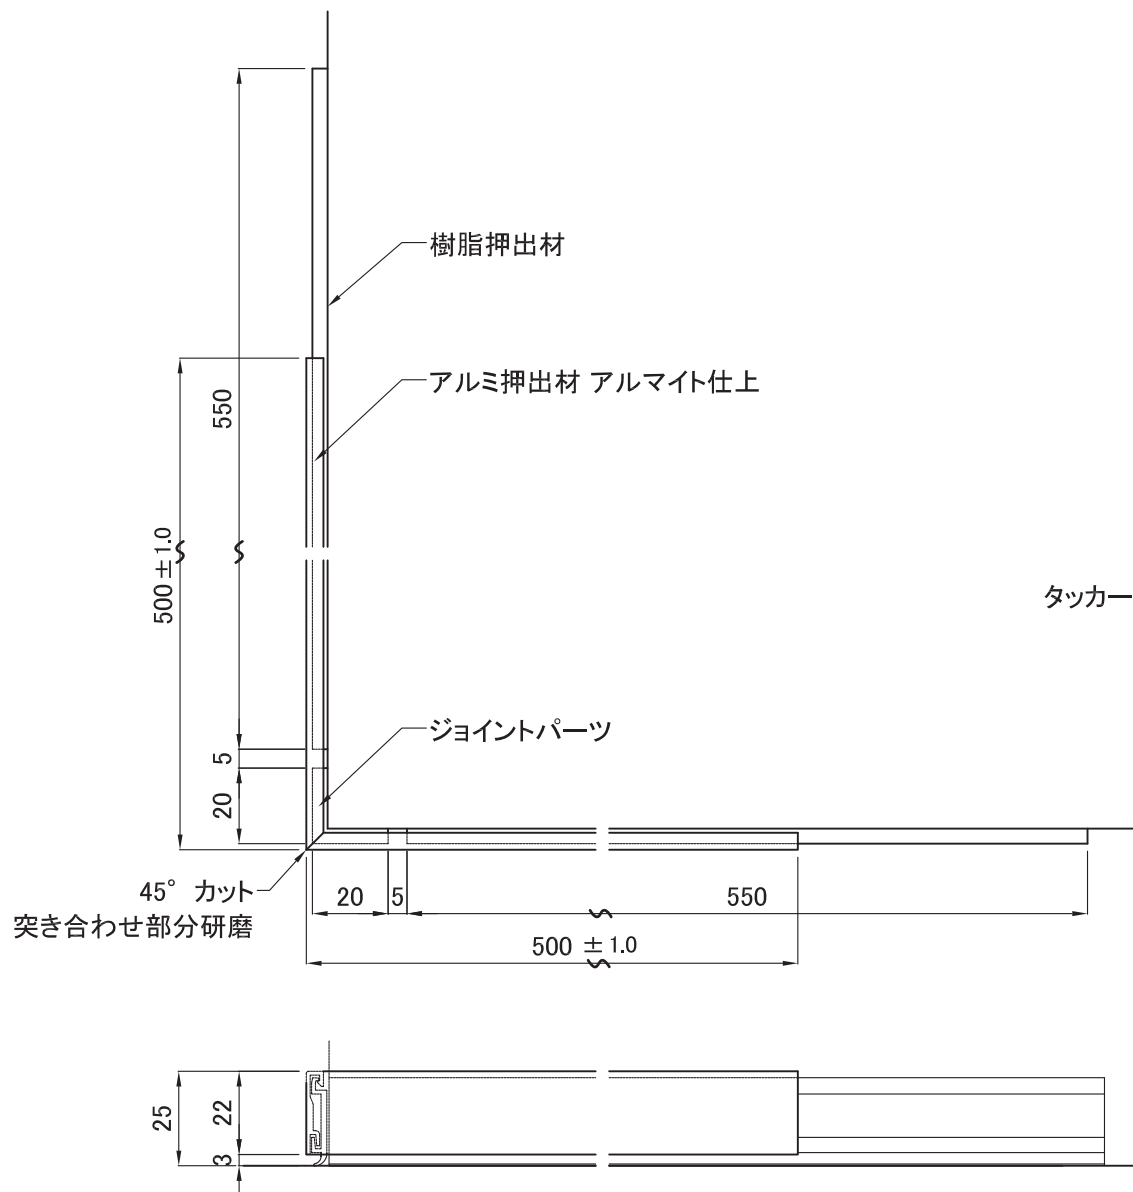 樹脂押出材
アルミ押出材 アルマイト仕上
550
500±1.0
タッカー
ジョイントパーツ
5
20
45° カット
突き合わせ部分研磨
20
5
550
500 ±1.0
25
22
3